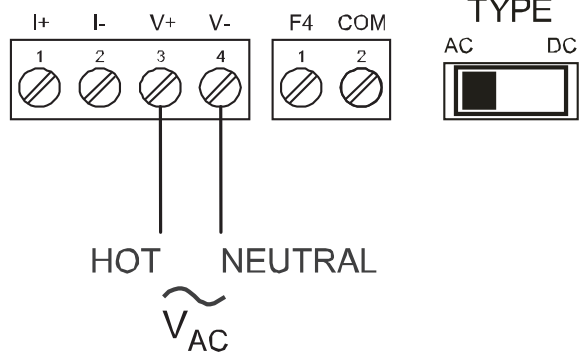 TYPE
I+ I- V+ V- F4 COM AC DC
1 2 3 4 1 2
HOT NEUTRAL
VAC